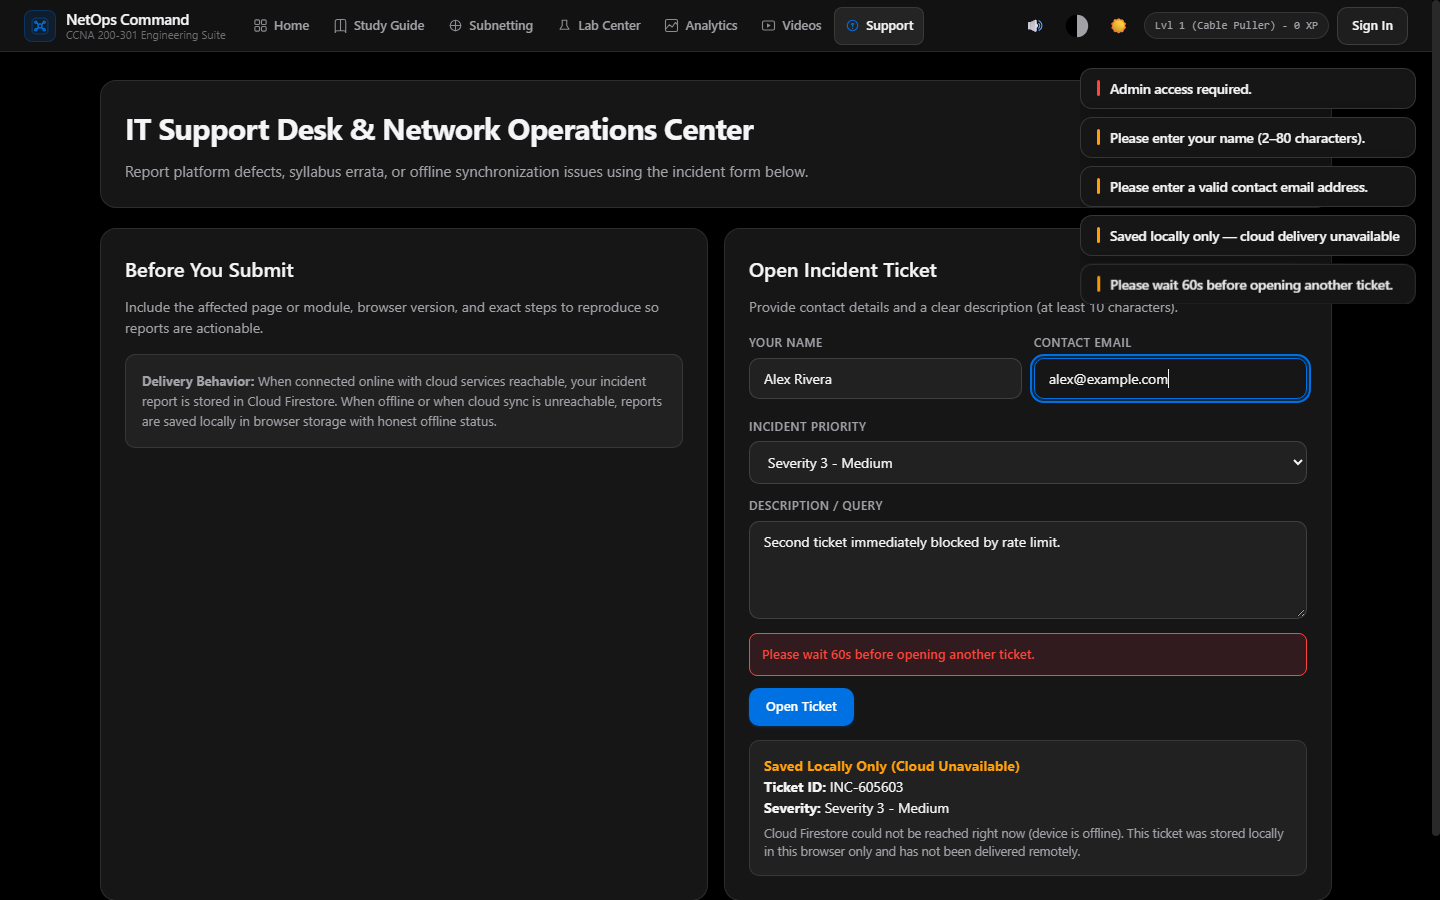 NetOps Command
CCNA 200-301 Engineering Suite
Home
Study Guide
Subnetting
Lab Center
Analytics
Videos
Support
Lvl 1 (Cable Puller) - 0 XP
Sign In
Admin access required.
Please enter your name (2–80 characters).
Please enter a valid contact email address.
Saved locally only — cloud delivery unavailable
Please wait 60s before opening another ticket.
IT Support Desk & Network Operations Center
Report platform defects, syllabus errata, or offline synchronization issues using the incident form below.
Before You Submit
Include the affected page or module, browser version, and exact steps to reproduce so
reports are actionable.
Delivery Behavior: When connected online with cloud services reachable, your incident
report is stored in Cloud Firestore. When offline or when cloud sync is unreachable, reports
are saved locally in browser storage with honest offline status.
Open Incident Ticket
Provide contact details and a clear description (at least 10 characters).
YOUR NAME
CONTACT EMAIL
Alex Rivera
alex@example.com
INCIDENT PRIORITY
Severity 3 - Medium
DESCRIPTION / QUERY
Second ticket immediately blocked by rate limit.
Please wait 60s before opening another ticket.
Open Ticket
Saved Locally Only (Cloud Unavailable)
Ticket ID: INC-605603
Severity: Severity 3 - Medium
Cloud Firestore could not be reached right now (device is offline). This ticket was stored locally
in this browser only and has not been delivered remotely.